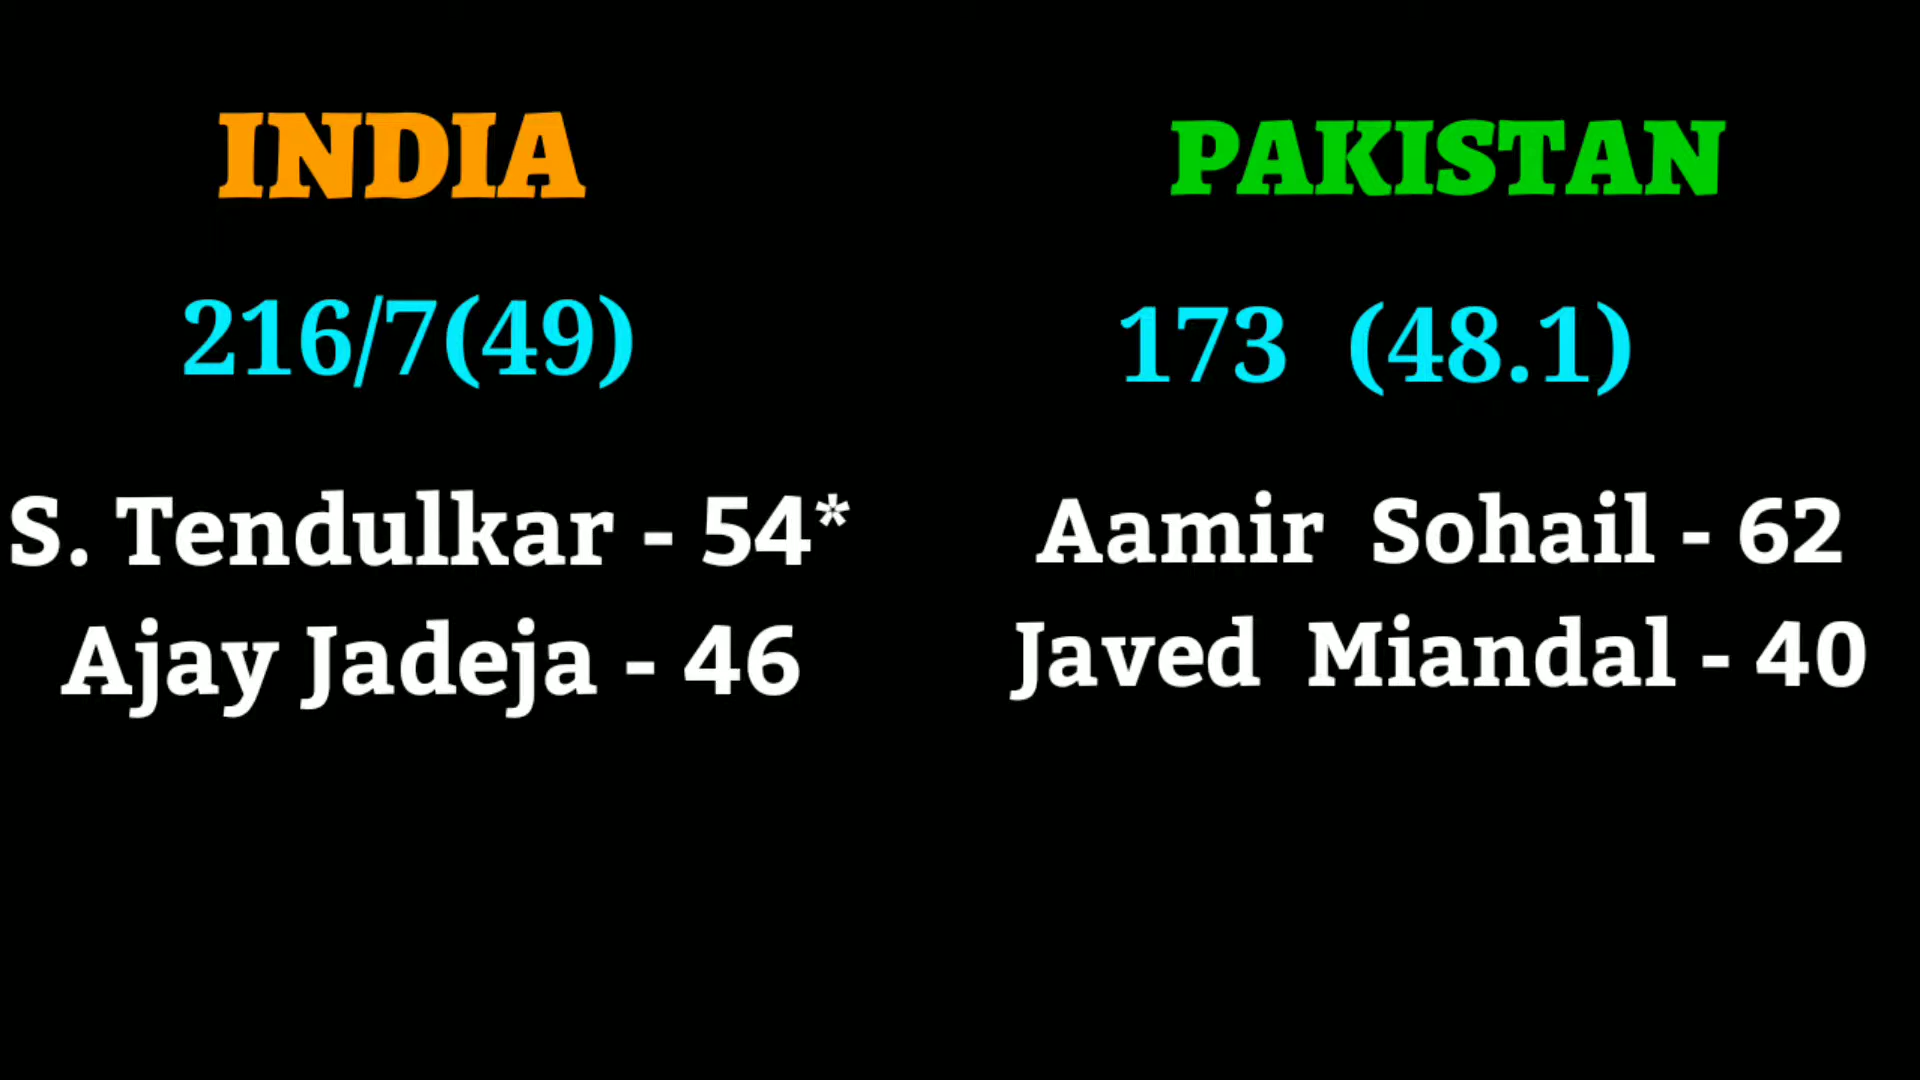 INDIA
216/7(49)
S. Tendulkar - 54*
Ajay Jadeja - 46
PAKISTAN
173 (48.1)
Aamir Sohail - 62
Javed Miandal - 40